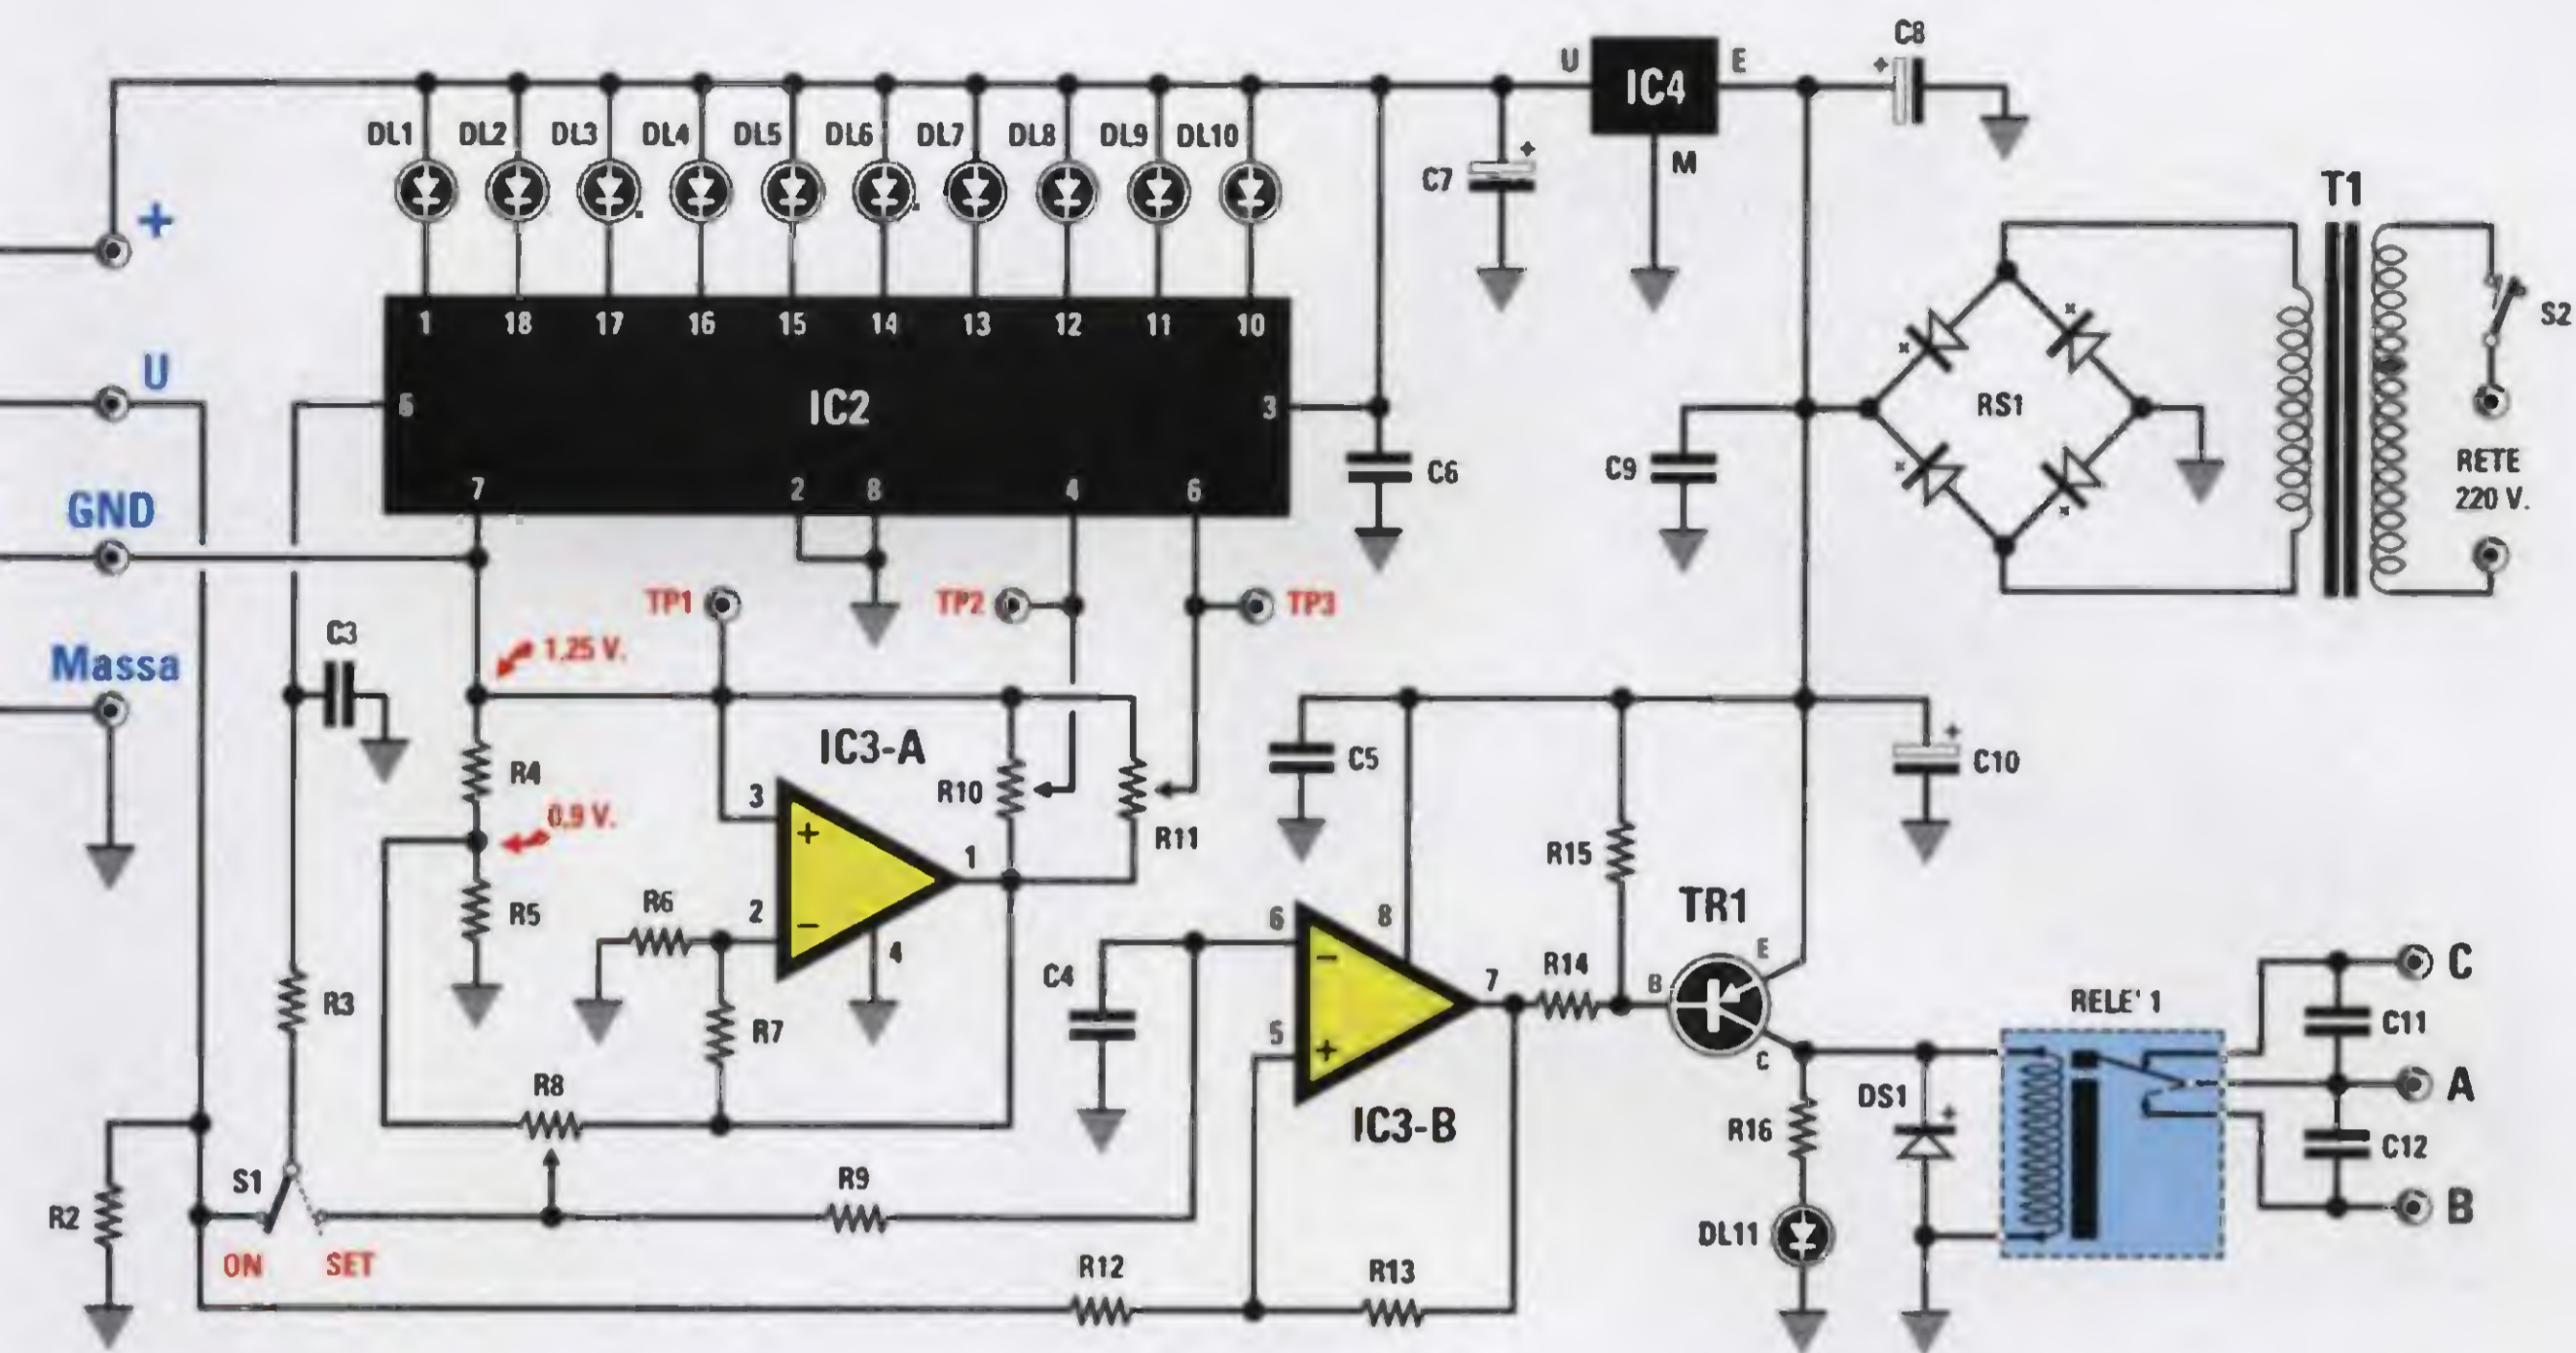 C8
U
IC4
E
+
M
C7
+
T1
DL1
DL2
DL3
DL4
DL5
DL6
DL7
DL8
DL9
DL10
+
1
18
17
16
15
14
13
12
11
10
S2
U
IC2
3
RS1
RETE
220 V.
C6
C9
7
2
8
4
6
GND
TP1
TP2
TP3
C3
1,25 V.
Massa
IC3-A
R4
R10
R11
C5
C10
+
0,9 V.
3
+
1
R5
R6
2
−
4
R3
R7
R15
TR1
E
B
C
C4
6
−
8
5
+
7
R14
IC3-B
RELE' 1
C
C11
A
C12
B
R8
DS1
+
R16
S1
R9
R2
ON
SET
DL11
R12
R13